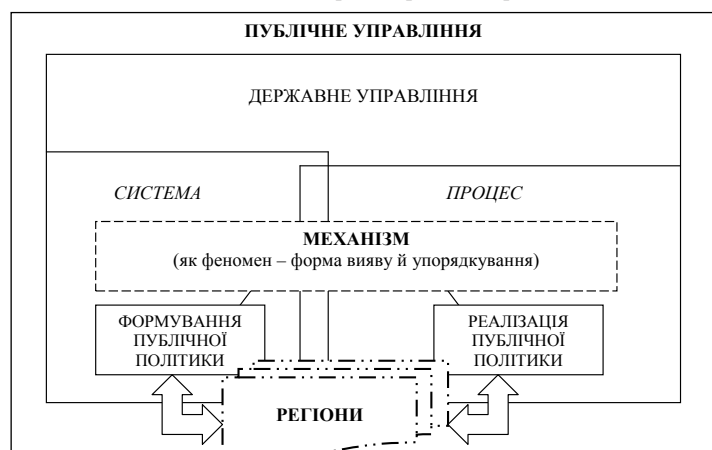 ПУБЛІЧНЕ УПРАВЛІННЯ
ДЕРЖАВНЕ УПРАВЛІННЯ
СИСТЕМА
ПРОЦЕС
МЕХАНІЗМ
(як феномен – форма вияву й упорядкування)
ФОРМУВАННЯ
ПУБЛІЧНОЇ
ПОЛІТИКИ
РЕАЛІЗАЦІЯ
ПУБЛІЧНОЇ
ПОЛІТИКИ
РЕГІОНИ